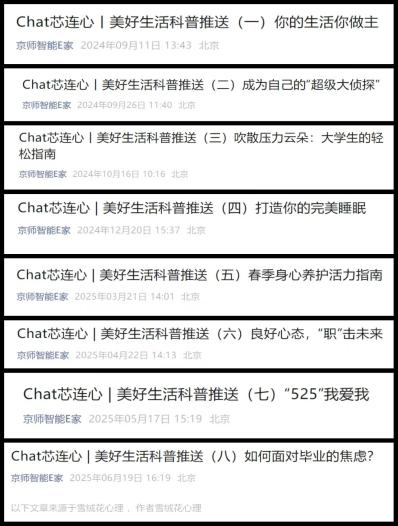 Chat芯连心丨美好生活科普推送（一）你的生活你做主
京师智能E家 2024年09月11日 13:43 北京
Chat芯连心丨美好生活科普推送（二）成为自己的“超级大侦探”
京师智能E家 2024年09月26日 11:40 北京
Chat芯连心丨美好生活科普推送（三）吹散压力云朵：大学生的轻
松指南
京师智能E家 2024年10月16日 10:16 北京
Chat芯连心 | 美好生活科普推送（四）打造你的完美睡眠
京师智能E家 2024年12月20日 15:37 北京
Chat芯连心 | 美好生活科普推送（五）春季身心养护活力指南
京师智能E家 2025年03月21日 14:01 北京
Chat芯连心 | 美好生活科普推送（六）良好心态，“职”击未来
京师智能E家 2025年04月22日 14:13 北京
Chat芯连心 | 美好生活科普推送（七）“525”我爱我
京师智能E家 2025年05月17日 15:19 北京
Chat芯连心 | 美好生活科普推送（八）如何面对毕业的焦虑？
京师智能E家 2025年06月19日 16:19 北京
以下文章来源于雪绒花心理 ，作者雪绒花心理